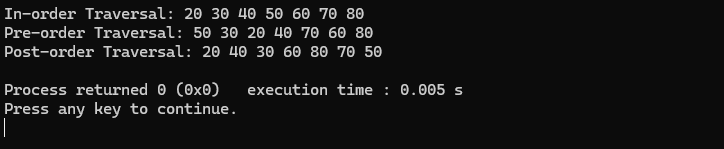 In-order Traversal: 20 30 40 50 60 70 80
Pre-order Traversal: 50 30 20 40 70 60 80
Post-order Traversal: 20 40 30 60 80 70 50
Process returned 0 (0x0)   execution time : 0.005 s
Press any key to continue.